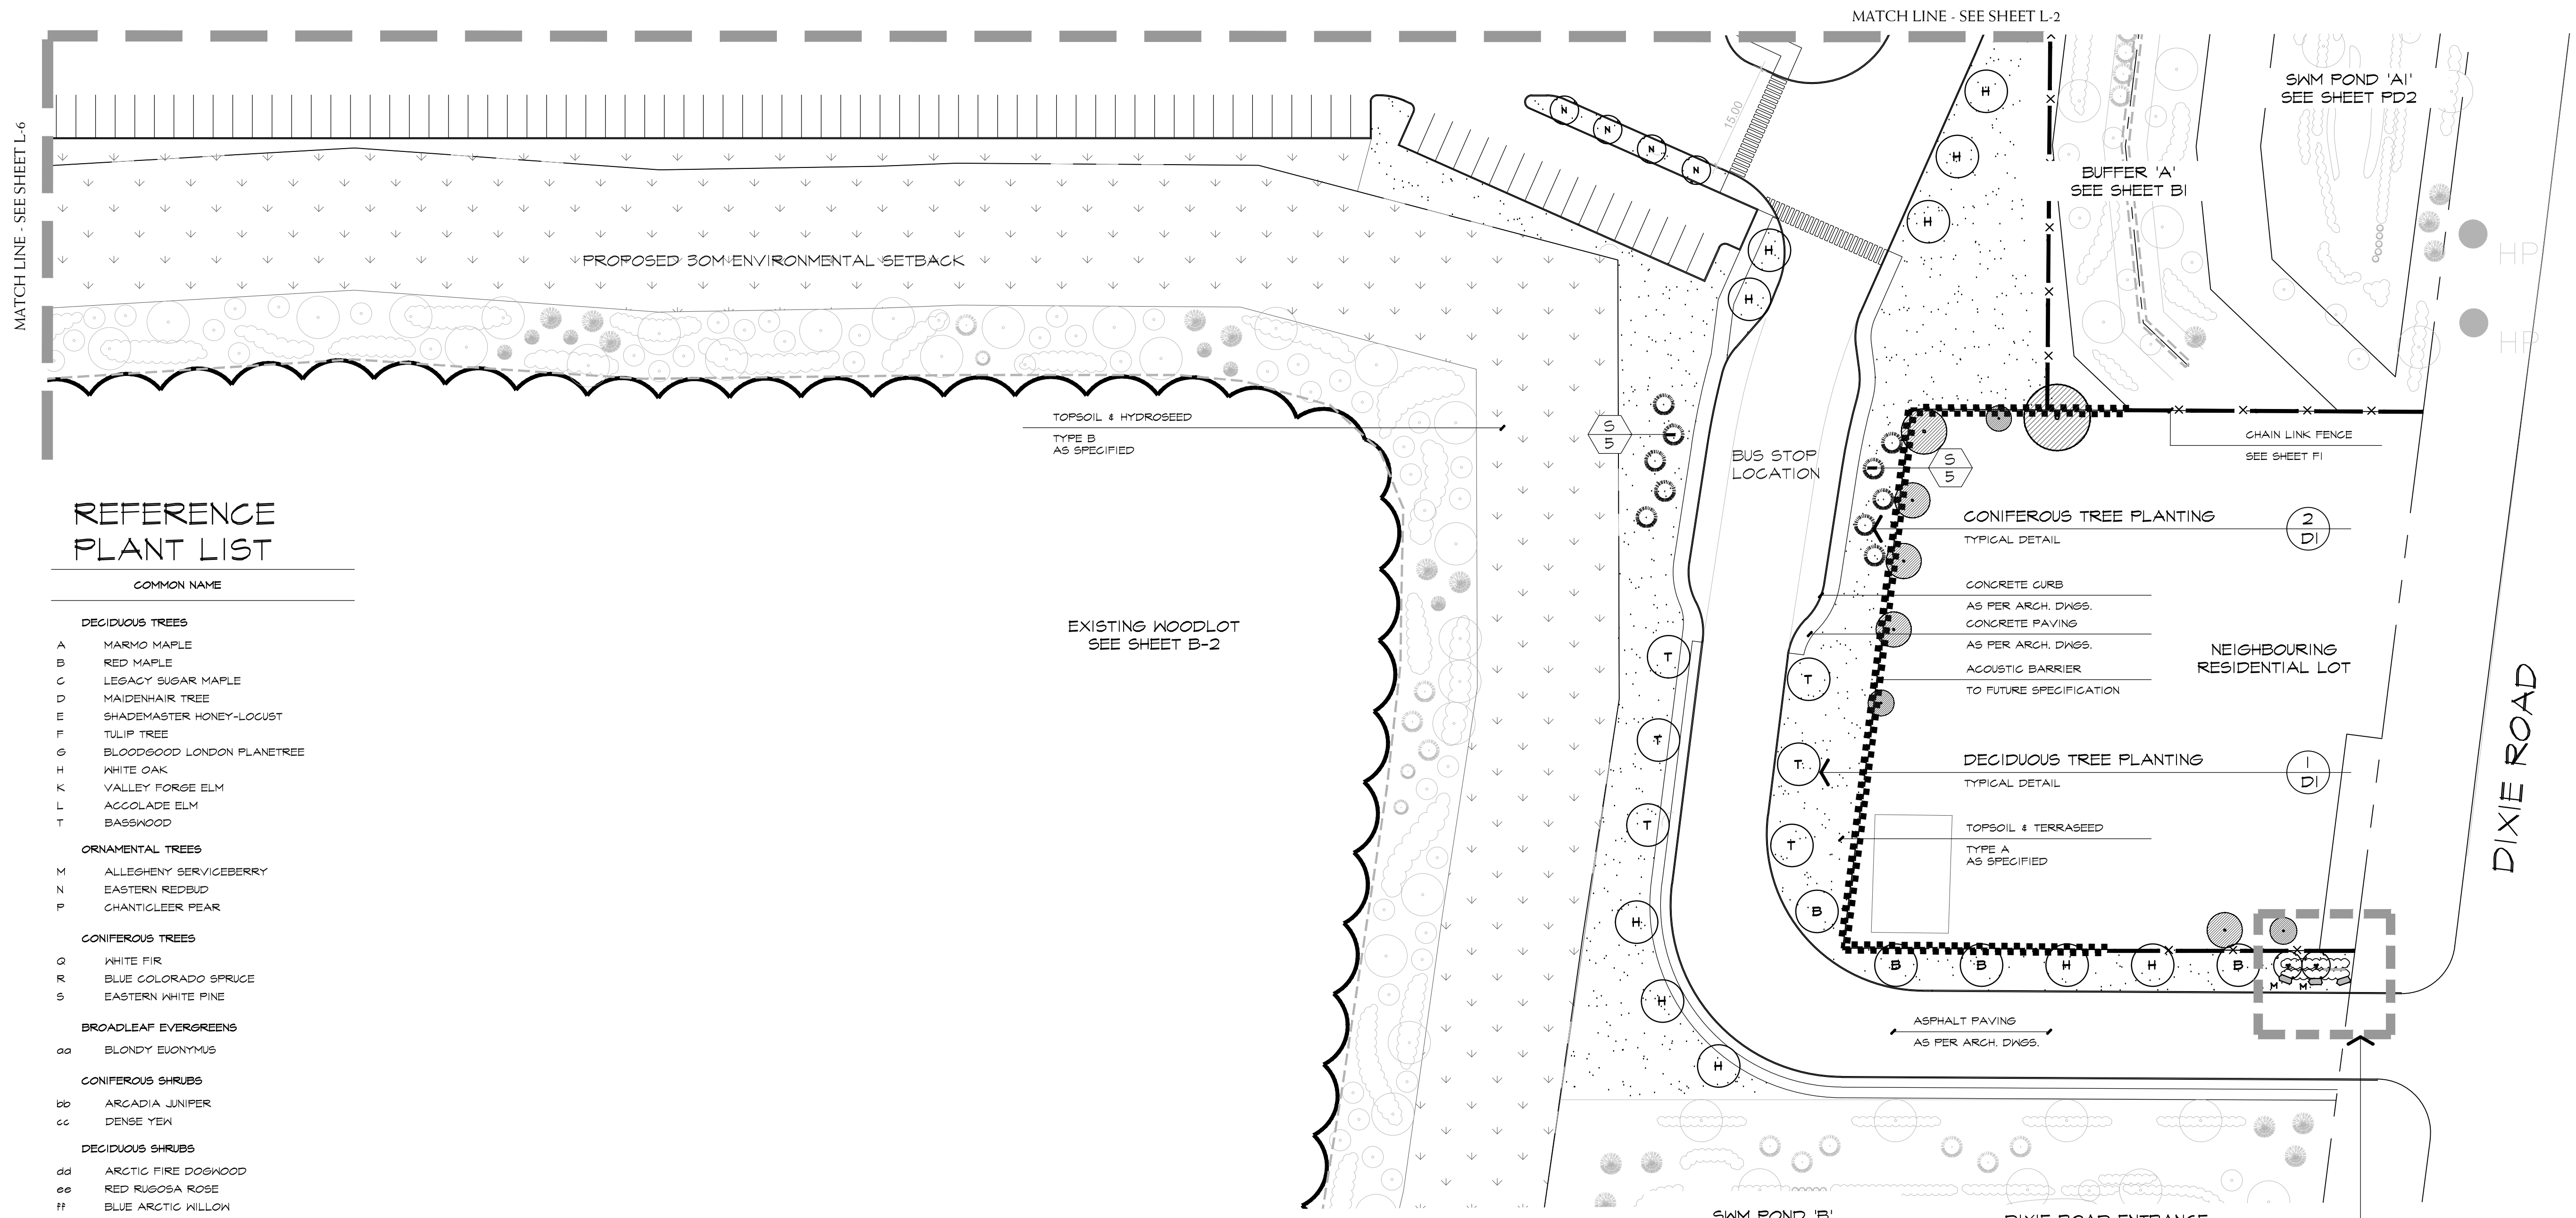 MATCH LINE - SEE SHEET L-2
MATCH LINE - SEE SHEET L-6
SWM POND 'A1'
SEE SHEET PD2
BUFFER 'A'
SEE SHEET B1
15.00
N
N
N
N
H
H
H
H
H
HP
HP
PROPOSED 30M ENVIRONMENTAL SETBACK
TOPSOIL & HYDROSEED
TYPE B
AS SPECIFIED
S
5
BUS STOP
LOCATION
S
5
CHAIN LINK FENCE
SEE SHEET F1
CONIFEROUS TREE PLANTING
TYPICAL DETAIL
2
D1
CONCRETE CURB
AS PER ARCH. DWGS.
CONCRETE PAVING
AS PER ARCH. DWGS.
ACOUSTIC BARRIER
TO FUTURE SPECIFICATION
NEIGHBOURING
RESIDENTIAL LOT
DECIDUOUS TREE PLANTING
TYPICAL DETAIL
1
D1
TOPSOIL & TERRASEED
TYPE A
AS SPECIFIED
DIXIE ROAD
EXISTING WOODLOT
SEE SHEET B-2
T
T
T
T
T
T
B
H
H
H
B
B
H
H
B
M
M
ASPHALT PAVING
AS PER ARCH. DWGS.
SWM POND 'B'
DIXIE ROAD ENTRANCE
REFERENCE
PLANT LIST
COMMON NAME
DECIDUOUS TREES
A MARMO MAPLE
B RED MAPLE
C LEGACY SUGAR MAPLE
D MAIDENHAIR TREE
E SHADEMASTER HONEY-LOCUST
F TULIP TREE
G BLOODGOOD LONDON PLANETREE
H WHITE OAK
K VALLEY FORGE ELM
L ACCOLADE ELM
T BASSWOOD
ORNAMENTAL TREES
M ALLEGHENY SERVICEBERRY
N EASTERN REDBUD
P CHANTICLEER PEAR
CONIFEROUS TREES
Q WHITE FIR
R BLUE COLORADO SPRUCE
S EASTERN WHITE PINE
BROADLEAF EVERGREENS
aa BLONDY EUONYMUS
CONIFEROUS SHRUBS
bb ARCADIA JUNIPER
cc DENSE YEW
DECIDUOUS SHRUBS
dd ARCTIC FIRE DOGWOOD
ee RED RUGOSA ROSE
ff BLUE ARCTIC WILLOW